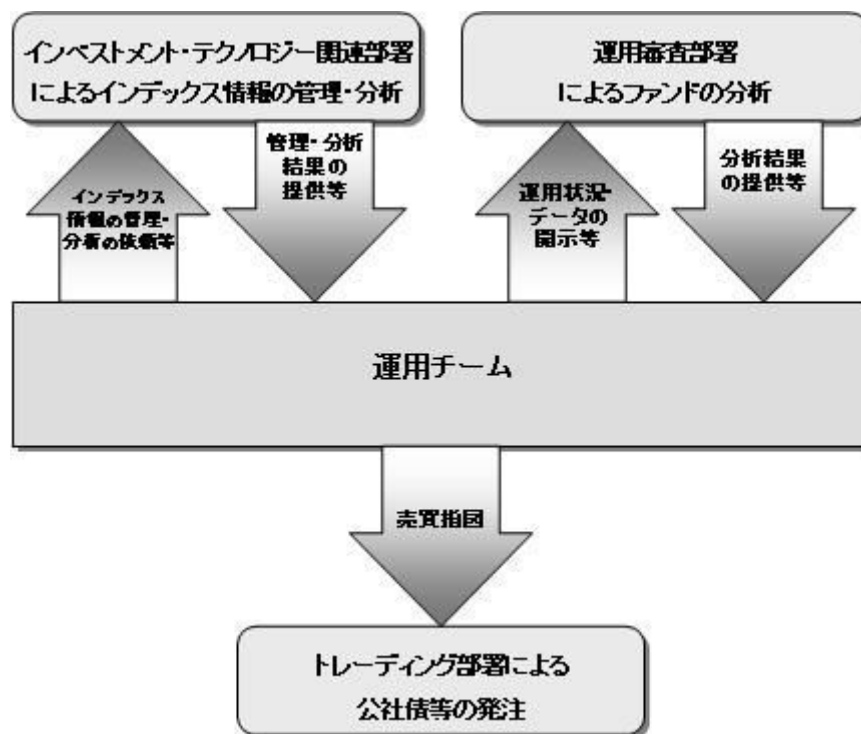 インベストメント・テクノロジー関連部署
によるインデックス情報の管理・分析
運用審査部署
によるファンドの分析
インデックス
情報の管理・
分析の依頼等
管理・分析
結果の
提供等
運用状況・
データの
開示等
分析結果
の提供等
運用チーム
売買指図
トレーディング部署による
公社債等の発注